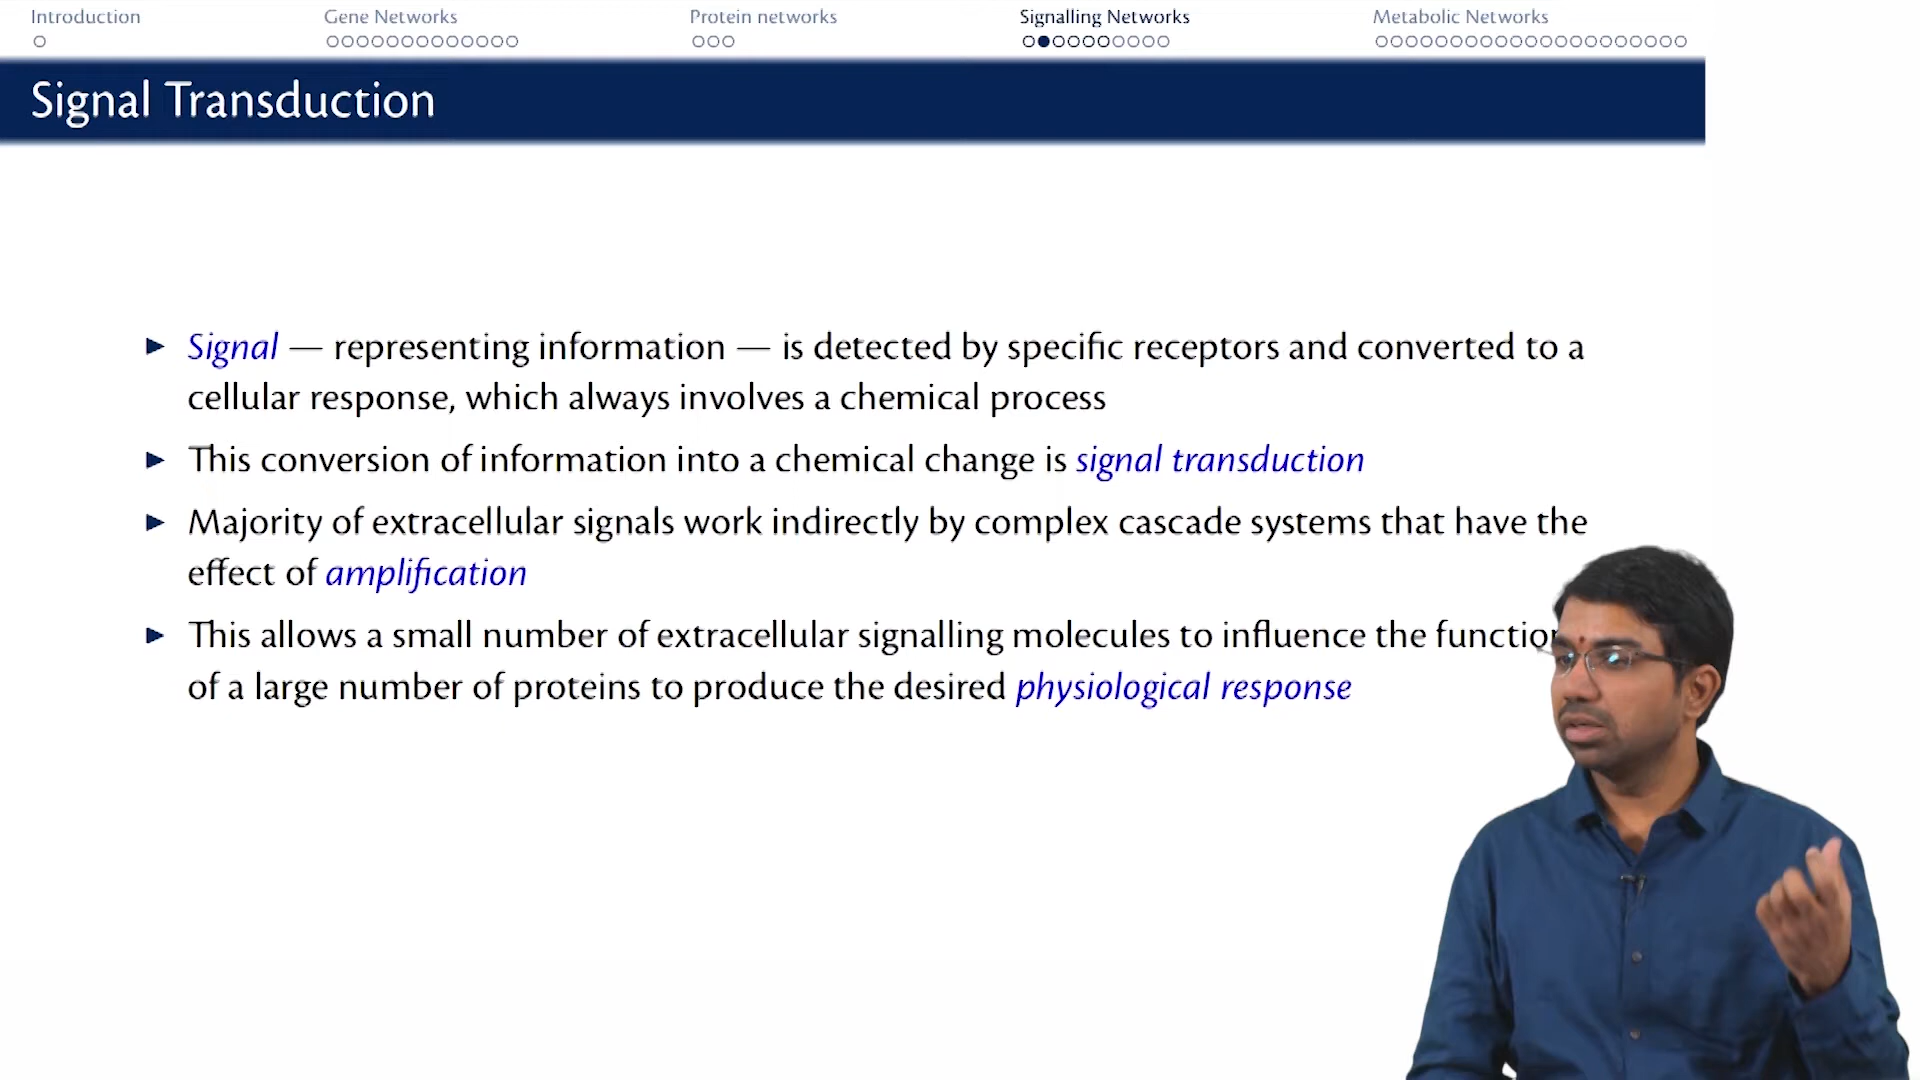 Introduction
Gene Networks
Protein networks
Signalling Networks
Metabolic Networks
Signal Transduction
Signal — representing information — is detected by specific receptors and converted to a
cellular response, which always involves a chemical process
This conversion of information into a chemical change is signal transduction
Majority of extracellular signals work indirectly by complex cascade systems that have the
effect of amplification
This allows a small number of extracellular signalling molecules to influence the function
of a large number of proteins to produce the desired physiological response